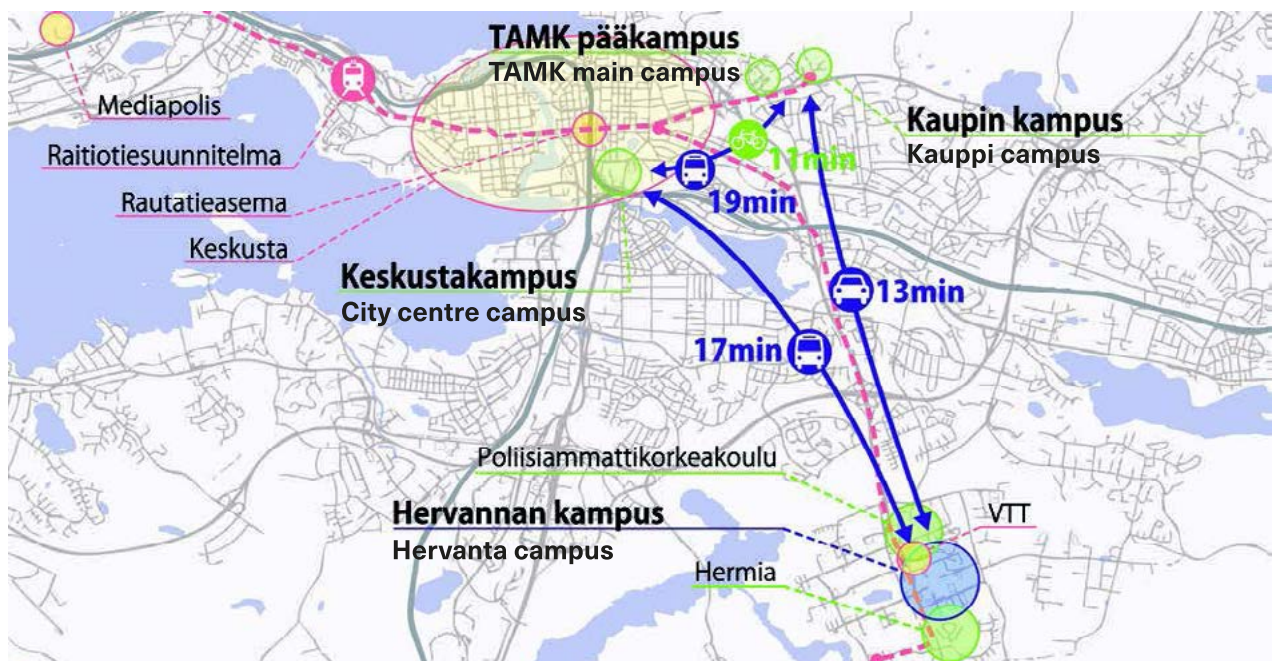 TAMK pääkampus
TAMK main campus
Mediapolis
Kaupin kampus
Kauppi campus
Raitiotiesuunnitelma
11min
19min
Rautatieasema
Keskusta
Keskustakampus
City centre campus
13min
17min
Poliisiammattikorkeakoulu
Hervannan kampus
Hervanta campus
VTT
Hermia